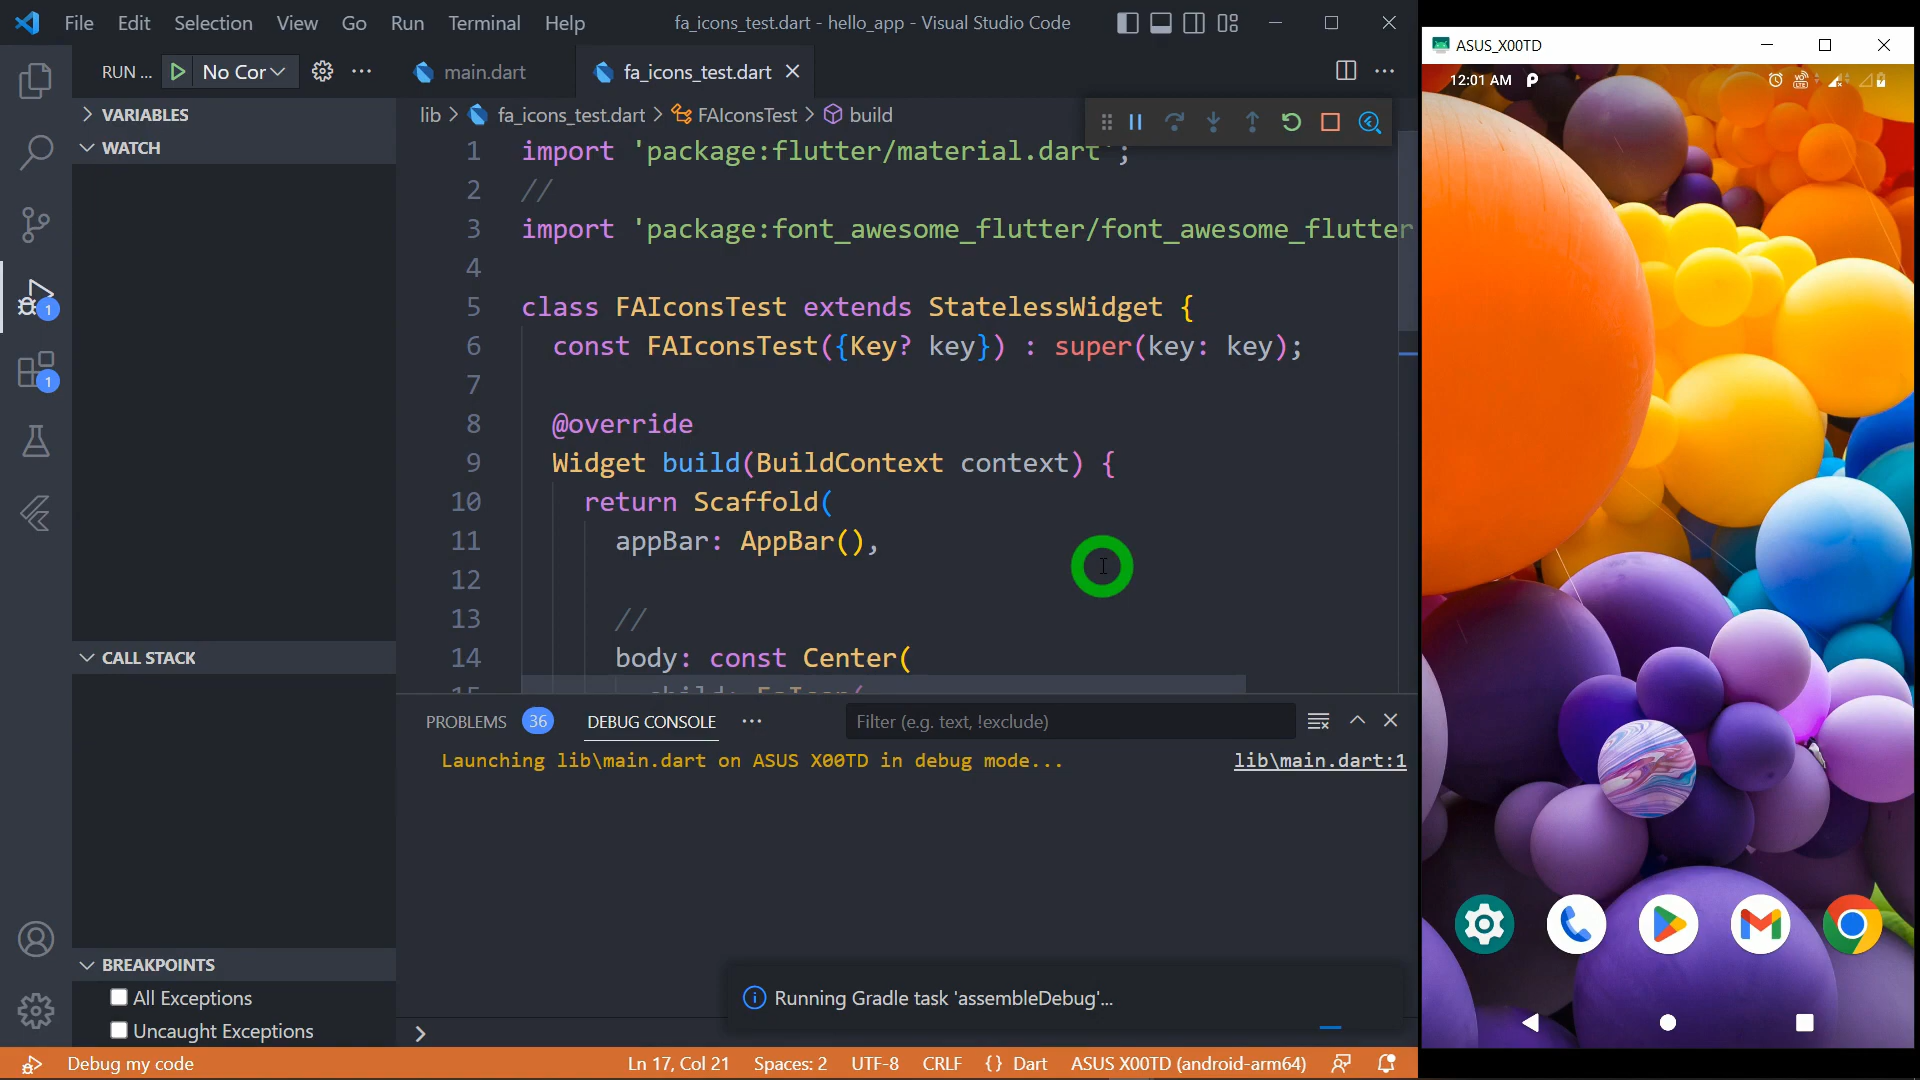 File Edit Selection View Go Run Terminal Help
fa_icons_test.dart - hello_app - Visual Studio Code
RUN ... No Cor
main.dart
fa_icons_test.dart
VARIABLES
WATCH
CALL STACK
BREAKPOINTS
All Exceptions
Uncaught Exceptions
1
1
lib > fa_icons_test.dart > FAIconsTest > build
1 import 'package:flutter/material.dart';
2 //
3 import 'package:font_awesome_flutter/font_awesome_flutter
4
5 class FAIconsTest extends StatelessWidget {
6 const FAIconsTest({Key? key}) : super(key: key);
7
8 @override
9 Widget build(BuildContext context) {
10 return Scaffold(
11 appBar: AppBar(),
12
13 //
14 body: const Center(
15 child: FaIcon(
PROBLEMS 36 DEBUG CONSOLE ...
Filter (e.g. text, !exclude)
Launching lib\main.dart on ASUS X00TD in debug mode... lib\main.dart:1
Running Gradle task 'assembleDebug'...
Debug my code
Ln 17, Col 21 Spaces: 2 UTF-8 CRLF {} Dart ASUS X00TD (android-arm64)
ASUS_X00TD
12:01 AM